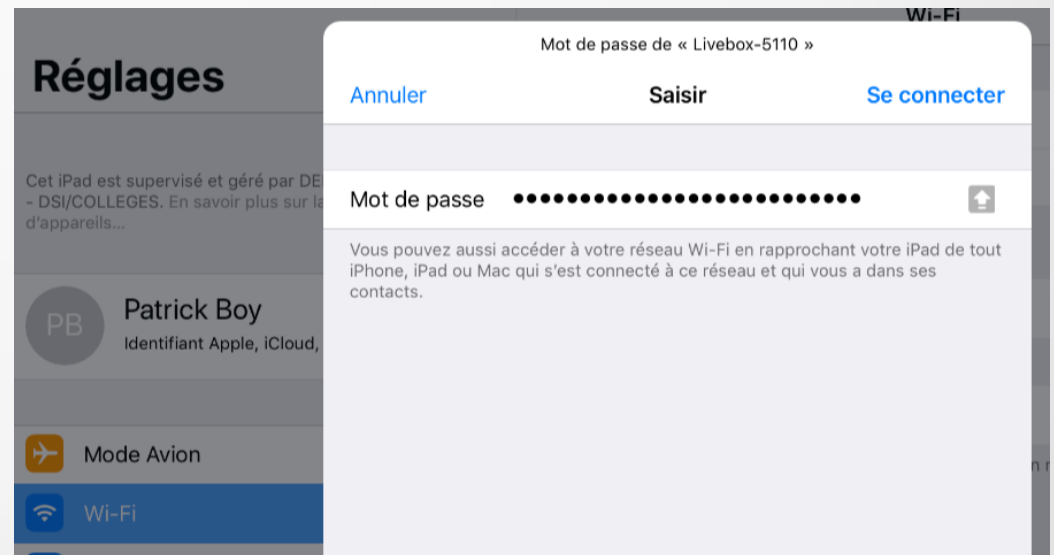 Wi-Fi
Mot de passe de « Livebox-5110 »
Réglages
Annuler
Saisir
Se connecter
Cet iPad est supervisé et géré par
- DSI/COLLEGES. En savoir plus sur
d'appareils...
Mot de passe ••••••••••••••••••••••••••
Vous pouvez aussi accéder à votre réseau Wi-Fi en rapprochant votre iPad de tout
iPhone, iPad ou Mac qui s'est connecté à ce réseau et qui vous a dans ses
contacts.
PB
Patrick Boy
Identifiant Apple, iCloud,
Mode Avion
Wi-Fi